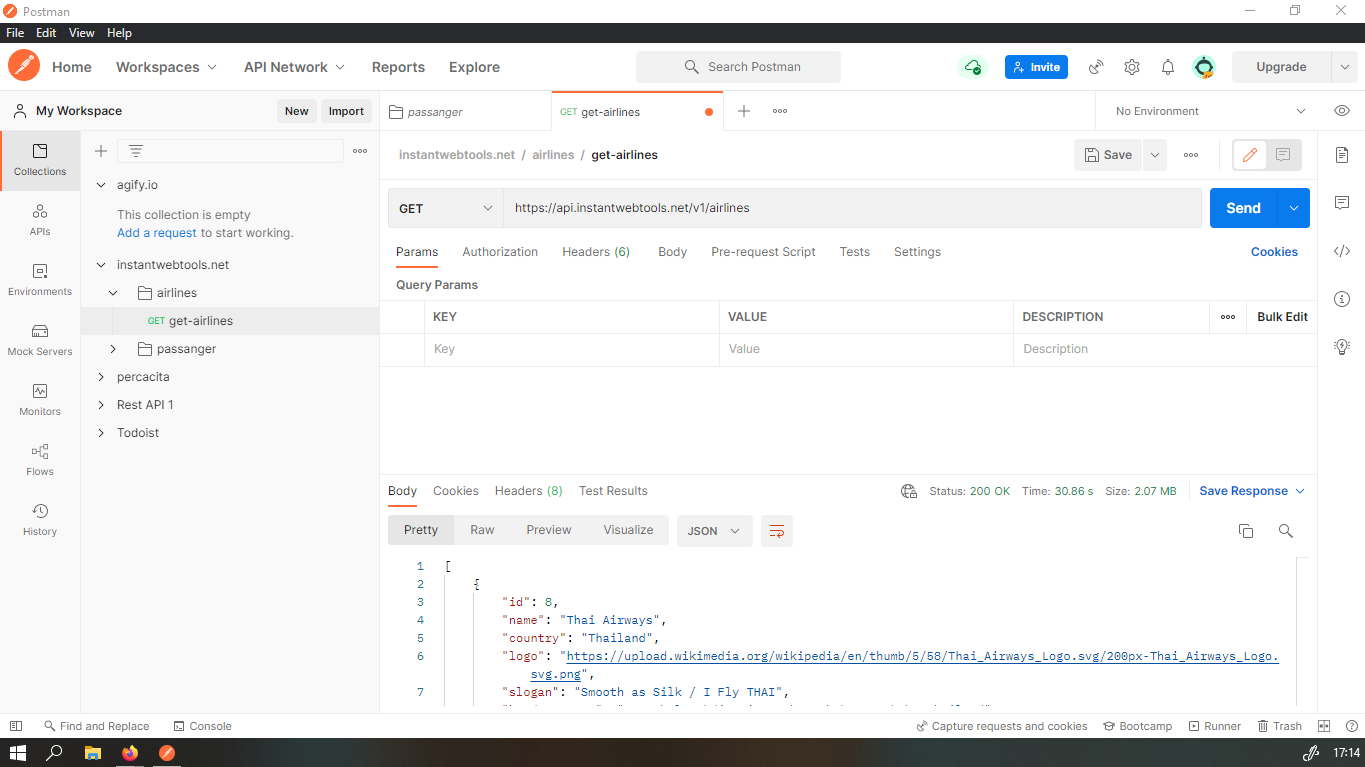 Postman
File Edit View Help
Home Workspaces API Network Reports Explore Search Postman Invite Upgrade
My Workspace New Import passanger GET get-airlines No Environment
Collections
APIs
Environments
Mock Servers
Monitors
Flows
History
agify.io
This collection is empty
Add a request to start working.
instantwebtools.net
airlines
GET get-airlines
passanger
percacita
Rest API 1
Todoist
instantwebtools.net / airlines / get-airlines Save
GET https://api.instantwebtools.net/v1/airlines Send
Params Authorization Headers (6) Body Pre-request Script Tests Settings Cookies
Query Params
KEY VALUE DESCRIPTION Bulk Edit
Key Value Description
Body Cookies Headers (8) Test Results Status: 200 OK Time: 30.86 s Size: 2.07 MB Save Response
Pretty Raw Preview Visualize JSON
1 [
2 {
3 "id": 8,
4 "name": "Thai Airways",
5 "country": "Thailand",
6 "logo": "https://upload.wikimedia.org/wikipedia/en/thumb/5/58/Thai_Airways_Logo.svg/200px-Thai_Airways_Logo.
svg.png",
7 "slogan": "Smooth as Silk / I Fly THAI",
Find and Replace Console Capture requests and cookies Bootcamp Runner Trash
17:14